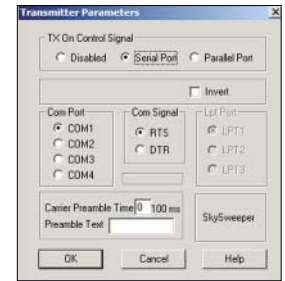 Transmitter Parameters
TX On Control Signal
Disabled Serial Port Parallel Port
Invert
Com Port Com Signal Lpt Port
COM1 RTS LPT1
COM2 DTR LPT2
COM3 LPT3
COM4
Carrier Preamble Time 0 100 ms
Preamble Text
SkySweeper
OK Cancel Help